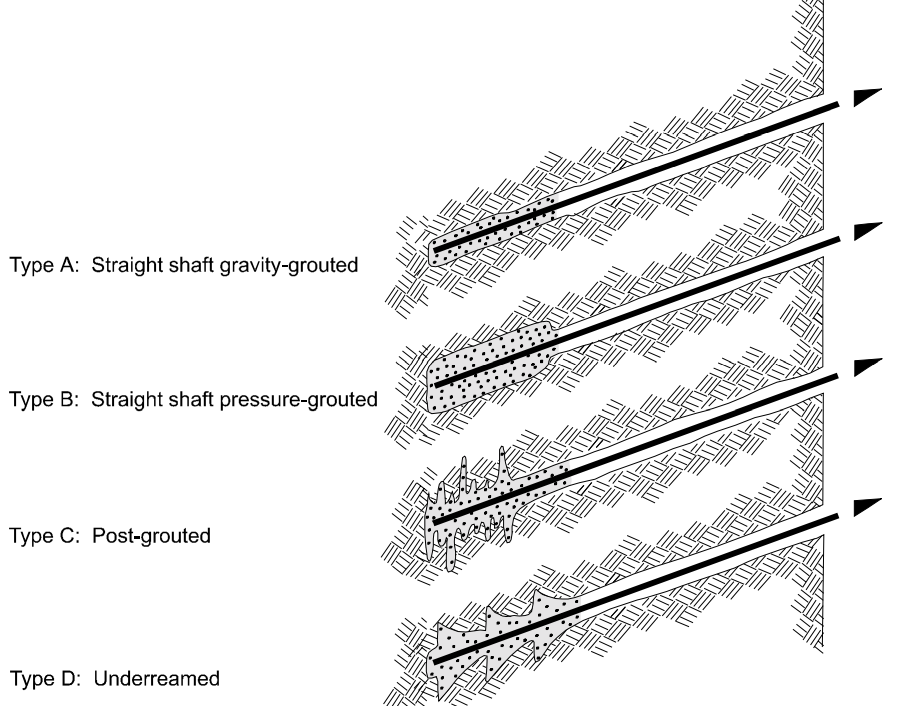 Type A: Straight shaft gravity-grouted
Type B: Straight shaft pressure-grouted
Type C: Post-grouted
Type D: Underreamed